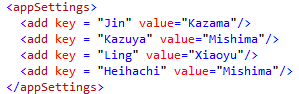 <appSettings>
<add key = "Jin" value="Kazama"/>
<add key = "Kazuya" value="Mishima"/>
<add key = "Ling" value="Xiaoyu"/>
<add key = "Heihachi" value="Mishima"/>
</appSettings>